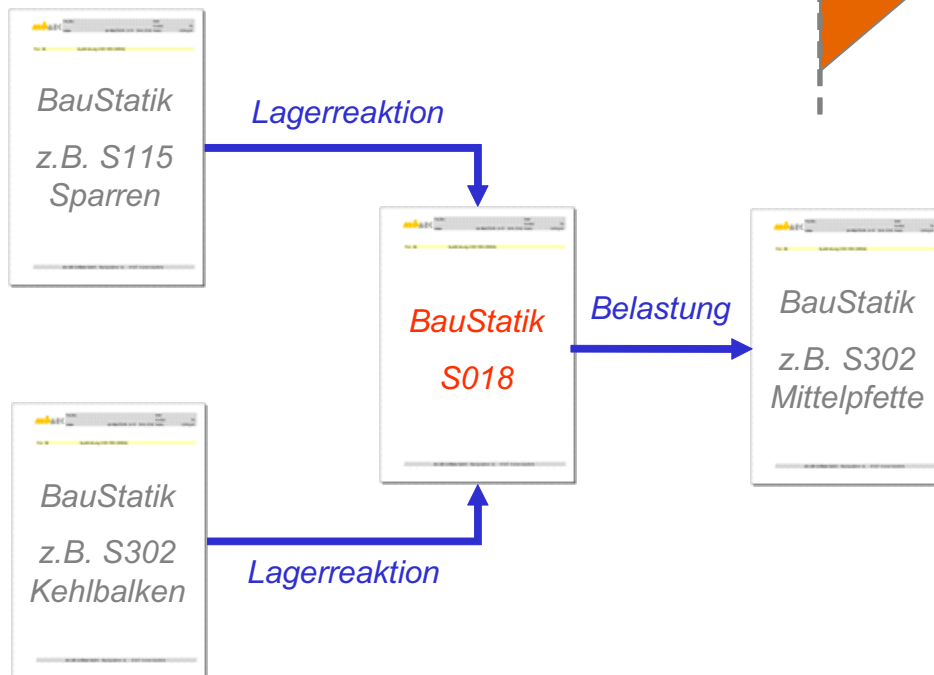 BauStatik
z.B. S115
Sparren
Lagerreaktion
BauStatik
S018
Belastung
BauStatik
z.B. S302
Mittelpfette
BauStatik
z.B. S302
Kehlbalken
Lagerreaktion